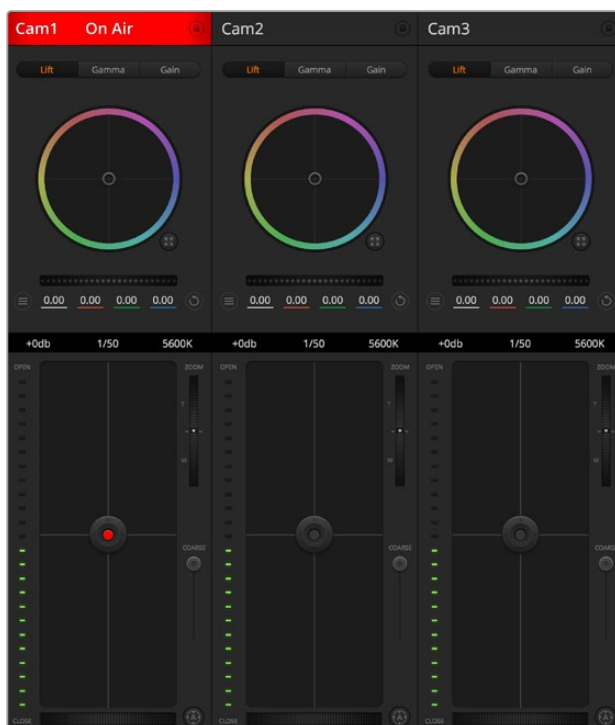 Cam1 On Air Cam2 Cam3
Lift Gamma Gain Lift Gamma Gain Lift Gamma Gain
0.00 0.00 0.00 0.00 0.00 0.00 0.00 0.00 0.00 0.00 0.00 0.00
+0db 1/50 5600K +0db 1/50 5600K +0db 1/50 5600K
OPEN ZOOM OPEN ZOOM OPEN ZOOM
T T T
W W W
COARSE COARSE COARSE
CLOSE A CLOSE A CLOSE A